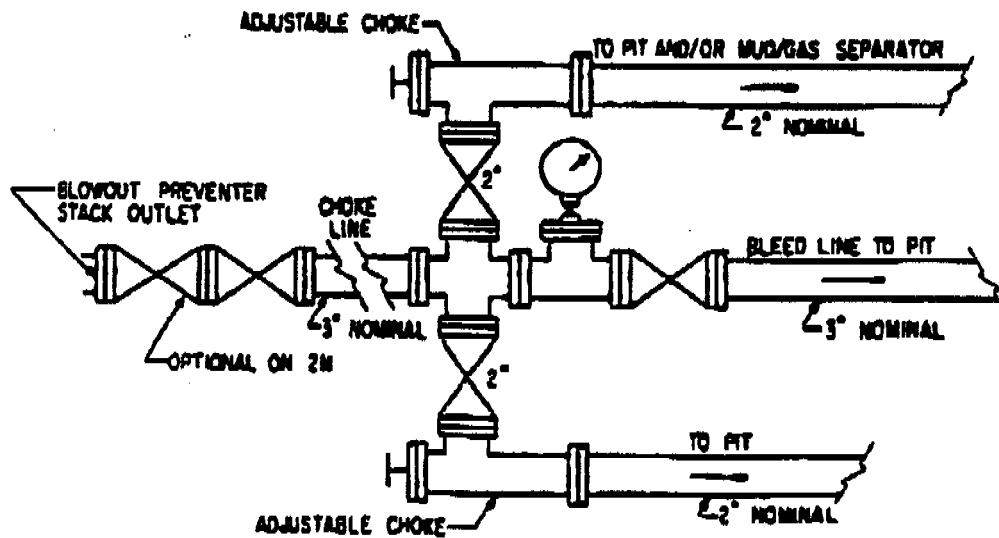 ADJUSTABLE CHOKE
TO PIT AND/OR MUD/GAS SEPARATOR
2" NOMINAL
2"
BLOWOUT PREVENTER
STACK OUTLET
CHOKE
LINE
BLEED LINE TO PIT
3" NOMINAL
3" NOMINAL
OPTIONAL ON 2M
2"
TO PIT
2" NOMINAL
ADJUSTABLE CHOKE